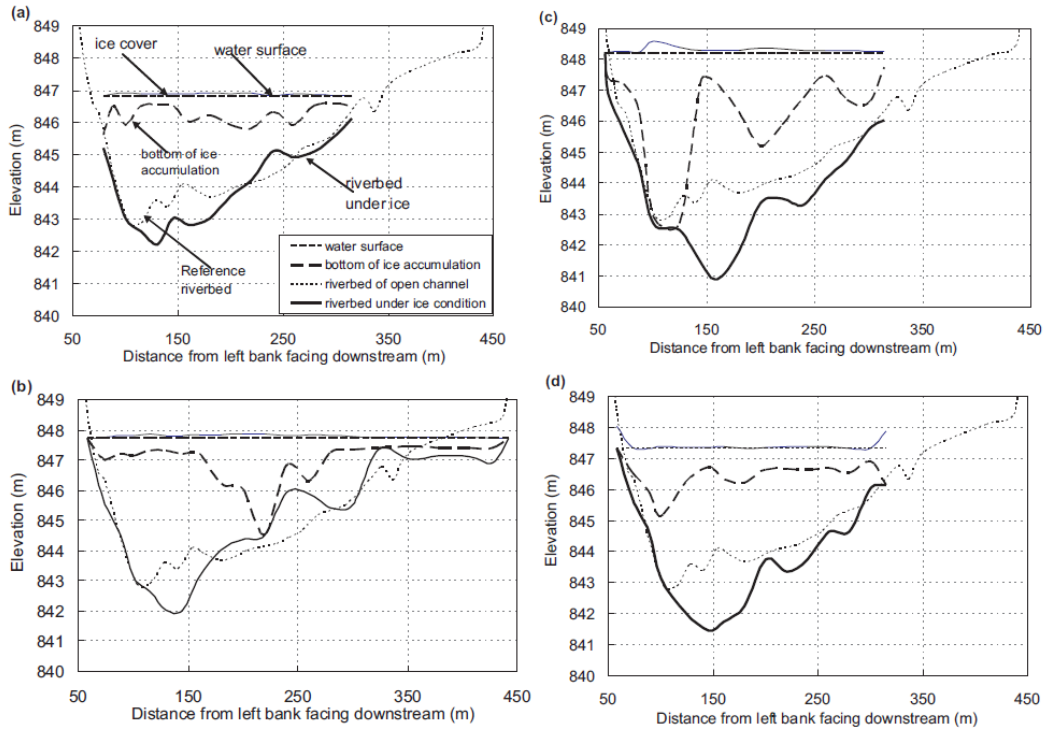 (a)
849
848
847
846
845
844
843
842
841
840
Elevation (m)
ice cover
water surface
bottom of ice
accumulation
riverbed
under ice
Reference
riverbed
water surface
bottom of ice accumulation
riverbed of open channel
riverbed under ice condition
50 150 250 350 450
Distance from left bank facing downstream (m)
(b)
849
848
847
846
845
844
843
842
841
840
Elevation (m)
50 150 250 350 450
Distance from left bank facing downstream (m)
(c)
849
848
847
846
845
844
843
842
841
840
Elevation (m)
50 150 250 350 450
Distance from left bank facing downstream (m)
(d)
849
848
847
846
845
844
843
842
841
840
Elevation (m)
50 150 250 350 450
Distance from left bank facing downstream (m)